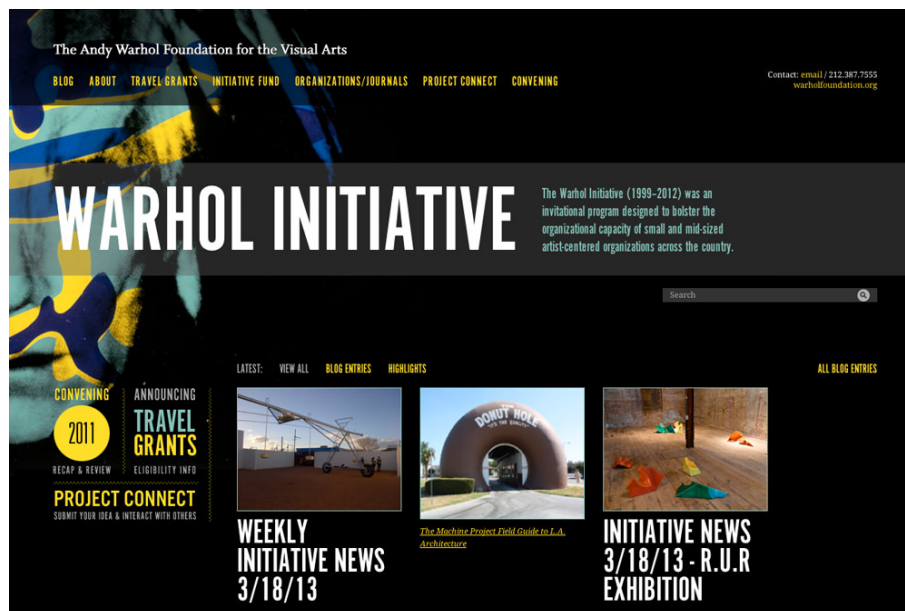 The Andy Warhol Foundation for the Visual Arts
BLOG ABOUT TRAVEL GRANTS INITIATIVE FUND ORGANIZATIONS/JOURNALS PROJECT CONNECT CONVENING
Contact: email / 212.387.7555
warholfoundation.org
WARHOL INITIATIVE
The Warhol Initiative (1999–2012) was an
invitational program designed to bolster the
organizational capacity of small and mid-sized
artist-centered organizations across the country.
Search
LATEST: VIEW ALL BLOG ENTRIES HIGHLIGHTS
ALL BLOG ENTRIES
CONVENING
2011
RECAP & REVIEW
ANNOUNCING
TRAVEL
GRANTS
ELIGIBILITY INFO
PROJECT CONNECT
SUBMIT YOUR IDEA & INTERACT WITH OTHERS
WEEKLY
INITIATIVE NEWS
3/18/13
DONUT HOLE
The Machine Project Field Guide to L.A.
Architecture
INITIATIVE NEWS
3/18/13 - R.U.R
EXHIBITION